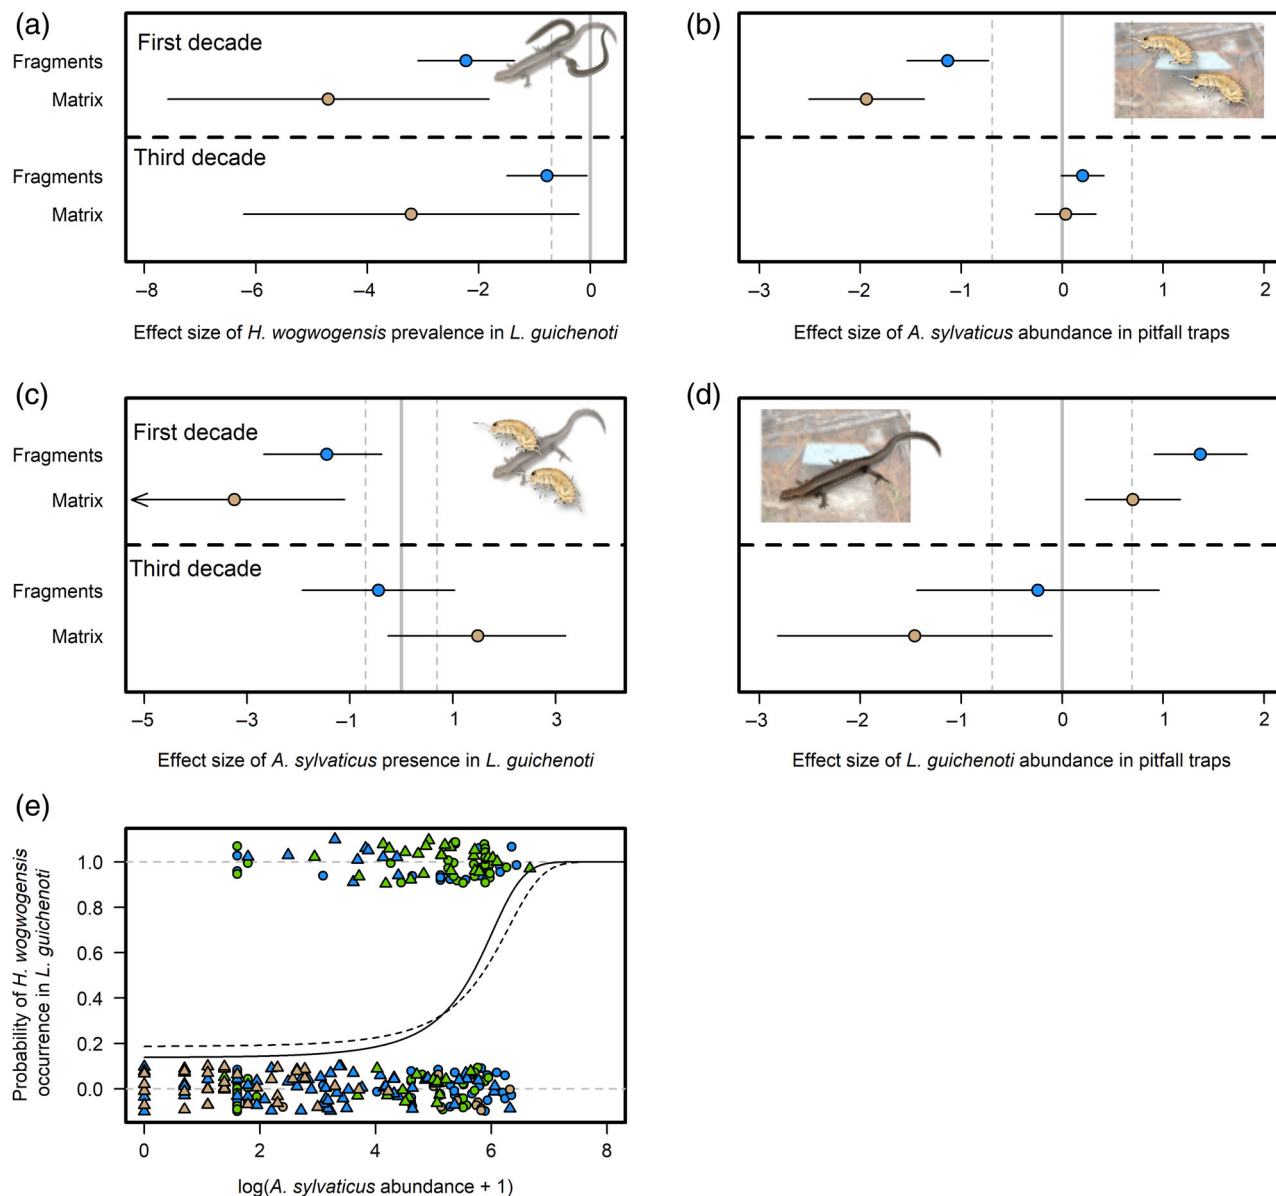 (a)
First decade
Fragments
Matrix
Third decade
Fragments
Matrix
–8 –6 –4 –2 0
Effect size of H. wogwogensis prevalence in L. guichenoti
(b)
–3 –2 –1 0 1 2
Effect size of A. sylvaticus abundance in pitfall traps
(c)
First decade
Fragments
Matrix
Third decade
Fragments
Matrix
–5 –3 –1 1 3
Effect size of A. sylvaticus presence in L. guichenoti
(d)
–3 –2 –1 0 1 2
Effect size of L. guichenoti abundance in pitfall traps
(e)
Probability of H. wogwogensis
occurrence in L. guichenoti
1.0
0.8
0.6
0.4
0.2
0.0
0 2 4 6 8
log(A. sylvaticus abundance + 1)